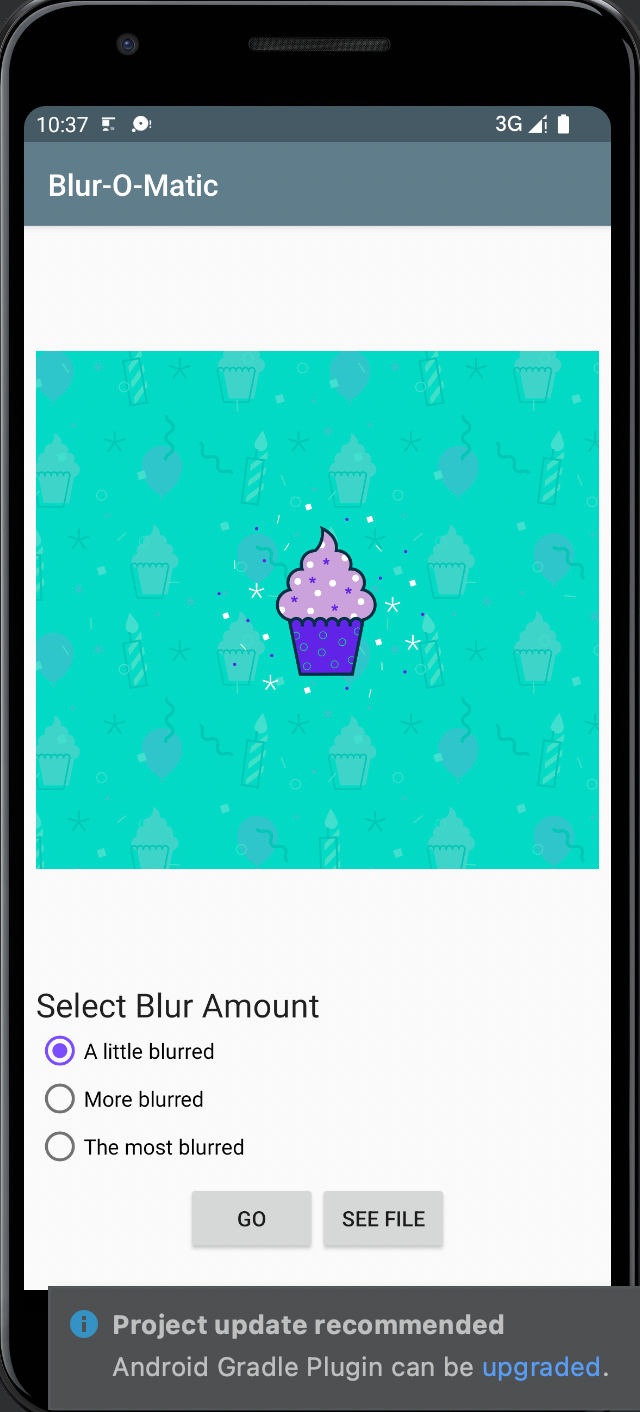 10:37
3G
Blur-O-Matic
Select Blur Amount
A little blurred
More blurred
The most blurred
GO
SEE FILE
Project update recommended
Android Gradle Plugin can be upgraded.